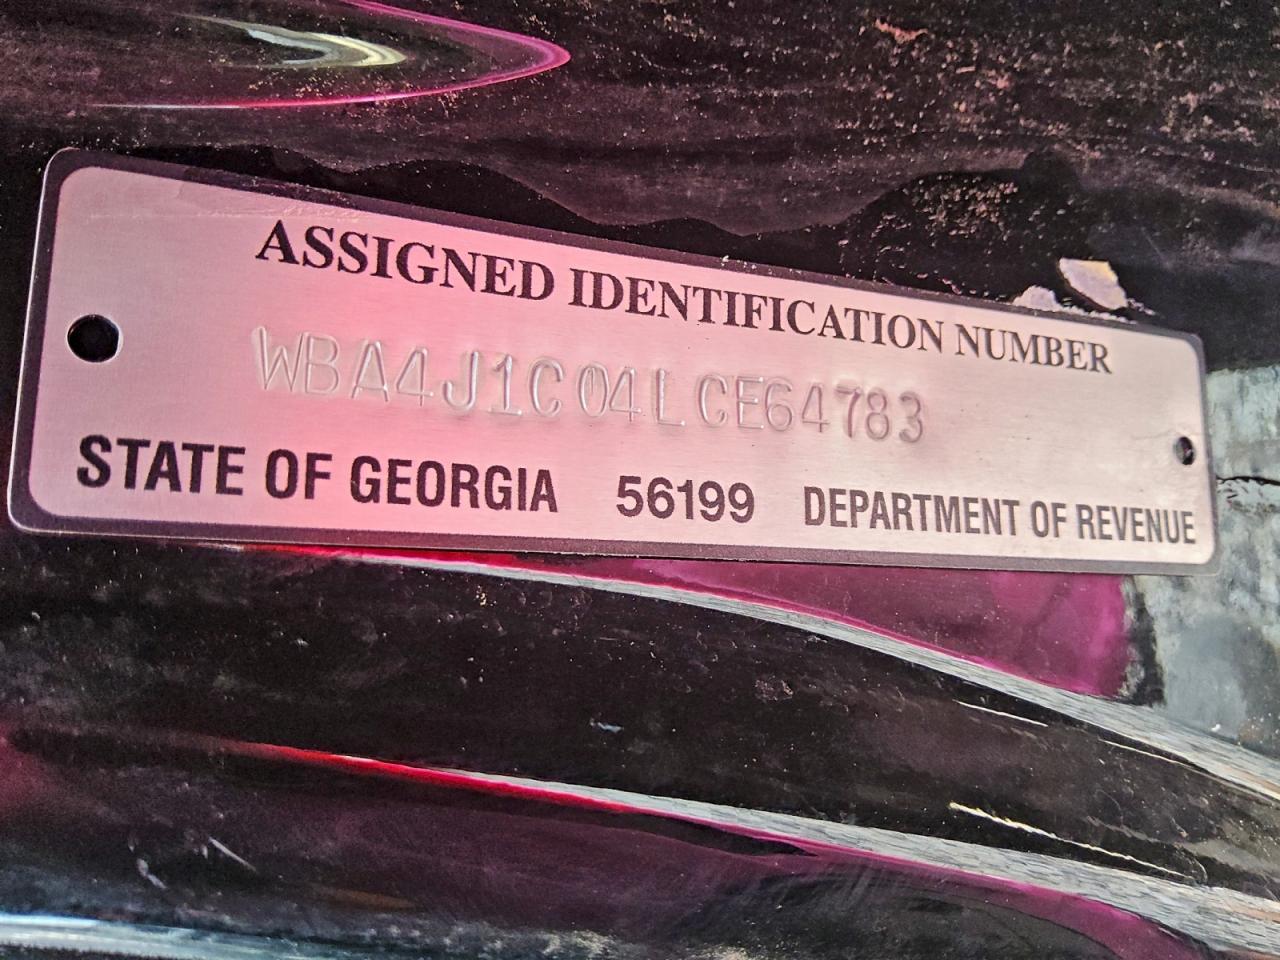 ASSIGNED IDENTIFICATION NUMBER
WBA4J1C04LCE64783
STATE OF GEORGIA 56199 DEPARTMENT OF REVENUE